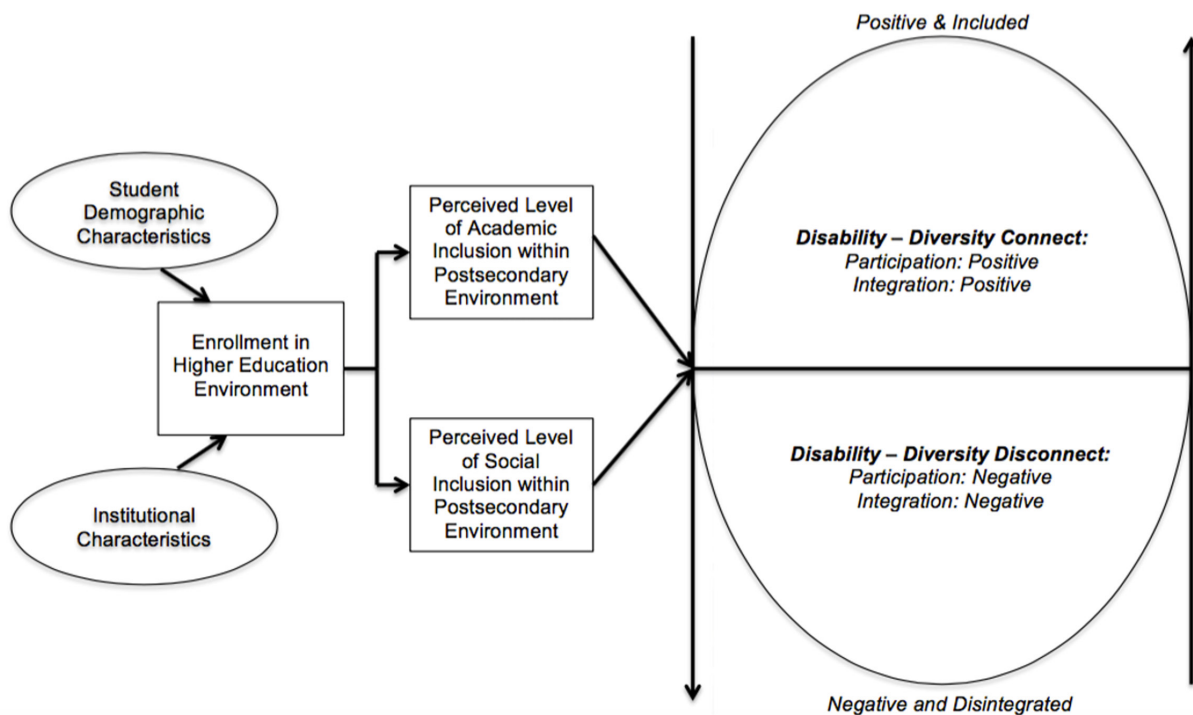 Positive & Included
Student
Demographic
Characteristics
Institutional
Characteristics
Enrollment in
Higher Education
Environment
Perceived Level
of Academic
Inclusion within
Postsecondary
Environment
Perceived Level
of Social
Inclusion within
Postsecondary
Environment
Disability – Diversity Connect:
Participation: Positive
Integration: Positive
Disability – Diversity Disconnect:
Participation: Negative
Integration: Negative
Negative and Disintegrated